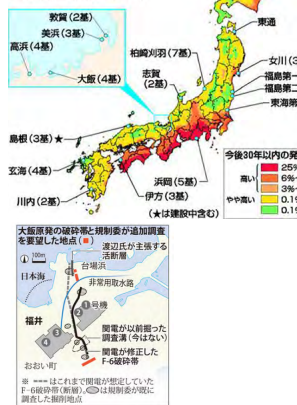 敦賀(2基)
美浜(3基)
高浜(4基)
大飯(4基)
柏崎刈羽(7基)
志賀
(2基)
東通
女川(3
福島第一
福島第二
東海第
島根(3基)★
玄海(4基)
川内(2基)
浜岡(5基)
伊方(3基)
(★は建設中含む)
今後30年以内の発
高い
25%
6%~
3%~
やや高い
0.1%
0.1%
大飯原発の破砕帯と規制委が追加調査
を要望した地点(■)
100m
渡辺氏が主張する
活断層
台場浜
日本海
非常用取水路
福井
1号機
2
3
4
関電が以前掘った
調査溝(今はない)
関電が修正した
F-6破砕帯
おおい町
※ ===はこれまで関電が想定していた
F-6破砕帯(断層)、は規制委が既に
調査した掘削地点